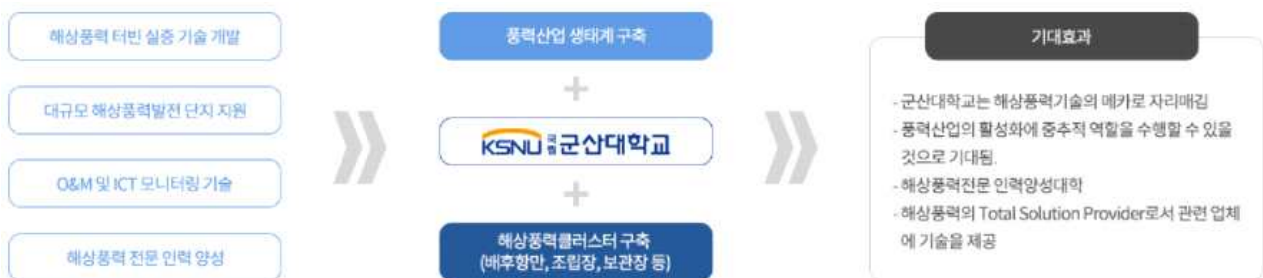 해상풍력 터빈 실증 기술 개발
대규모 해상풍력발전 단지 지원
O&M 및 ICT 모니터링 기술
해상풍력 전문 인력 양성
풍력산업 생태계 구축
+
KSNU 국립 군산대학교
+
해상풍력클러스터 구축
(배후항만, 조립장, 보관장 등)
기대효과
- 군산대학교는 해상풍력기술의 메카로 자리매김
- 풍력산업의 활성화에 중추적 역할을 수행할 수 있을
것으로 기대됨.
- 해상풍력전문 인력양성대학
- 해상풍력의 Total Solution Provider로서 관련 업체
에 기술을 제공